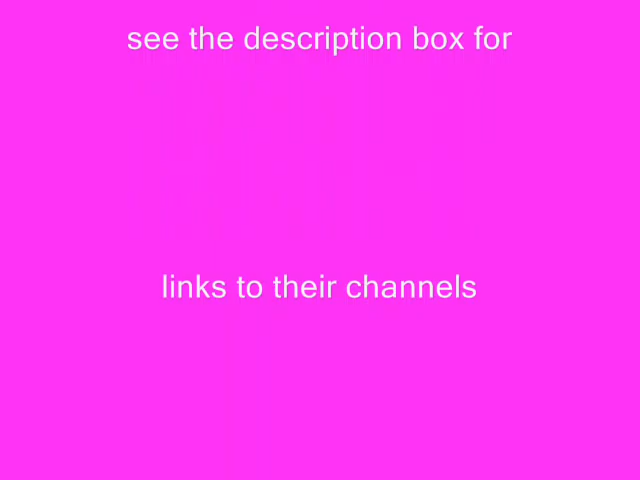 see the description box for
links to their channels